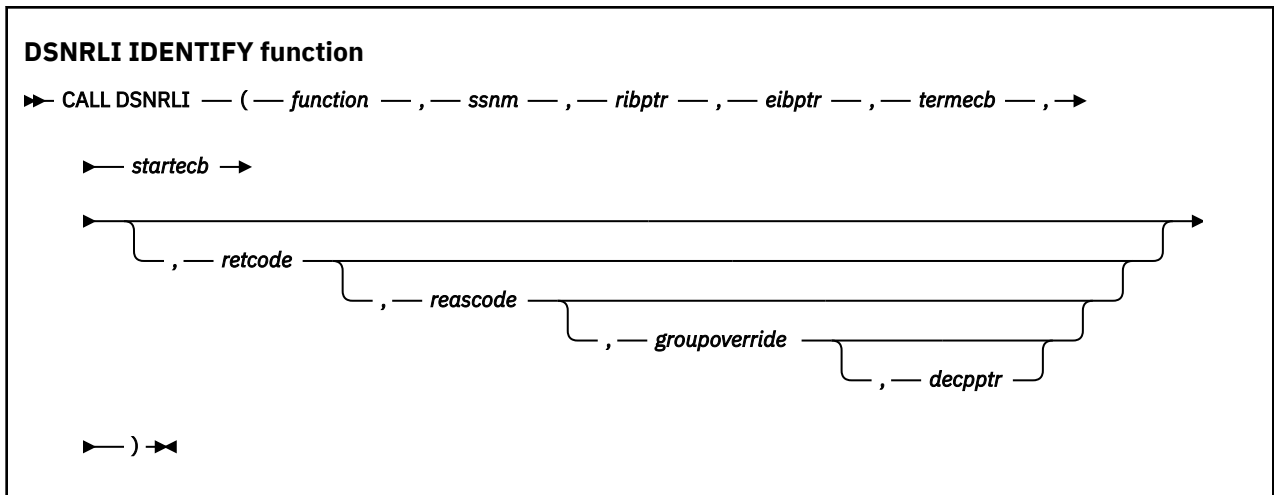 DSNRLI IDENTIFY function
CALL DSNRLI ( function , ssnm , ribptr , eibptr , termecb ,
startecb
, retcode
, reascode
, groupoverride
, decpptr
)